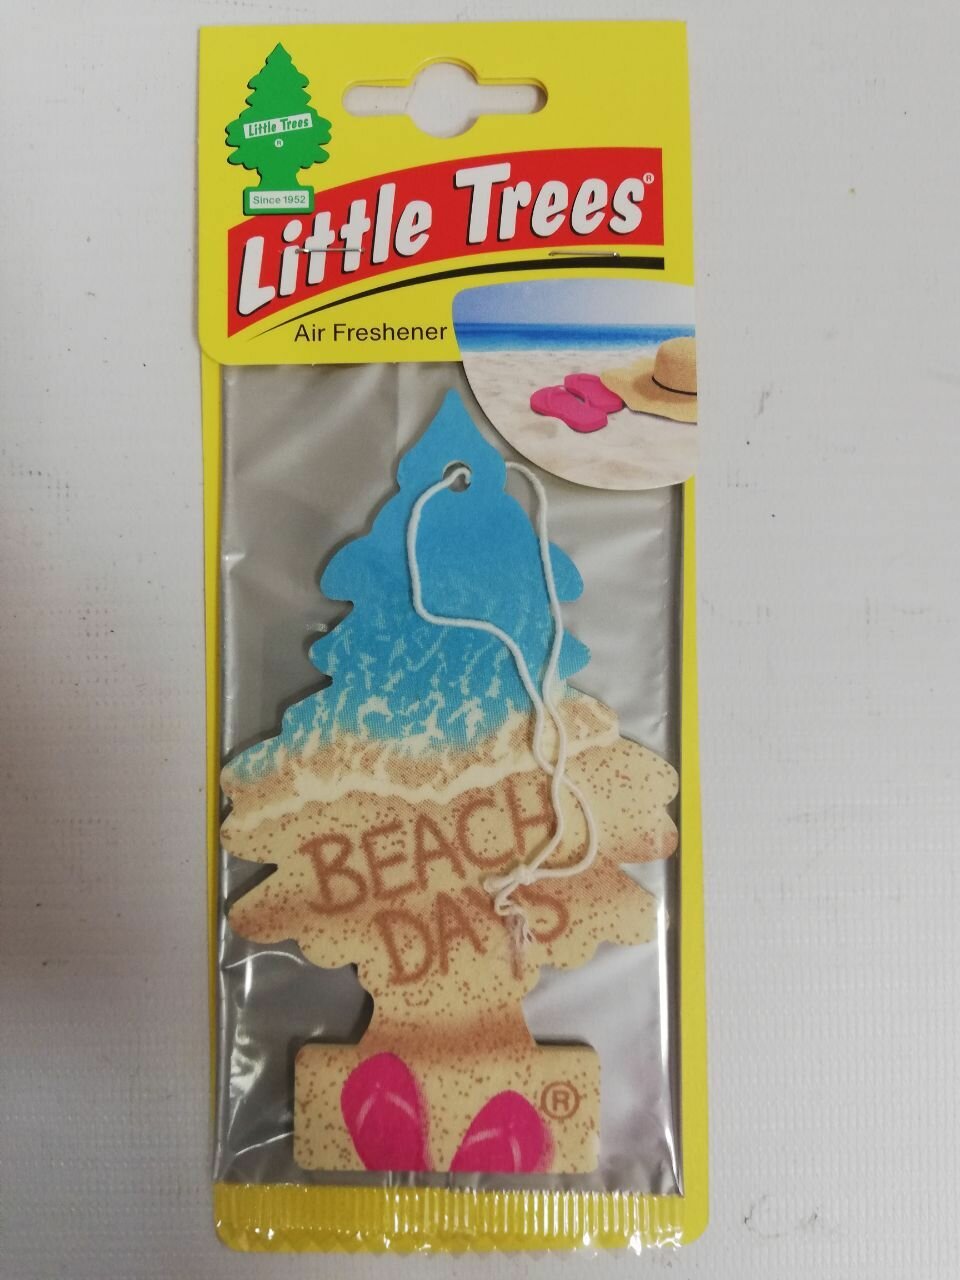 Little Trees
®
Since 1952
Little Trees®
Air Freshener
BEACH
DAYS
®